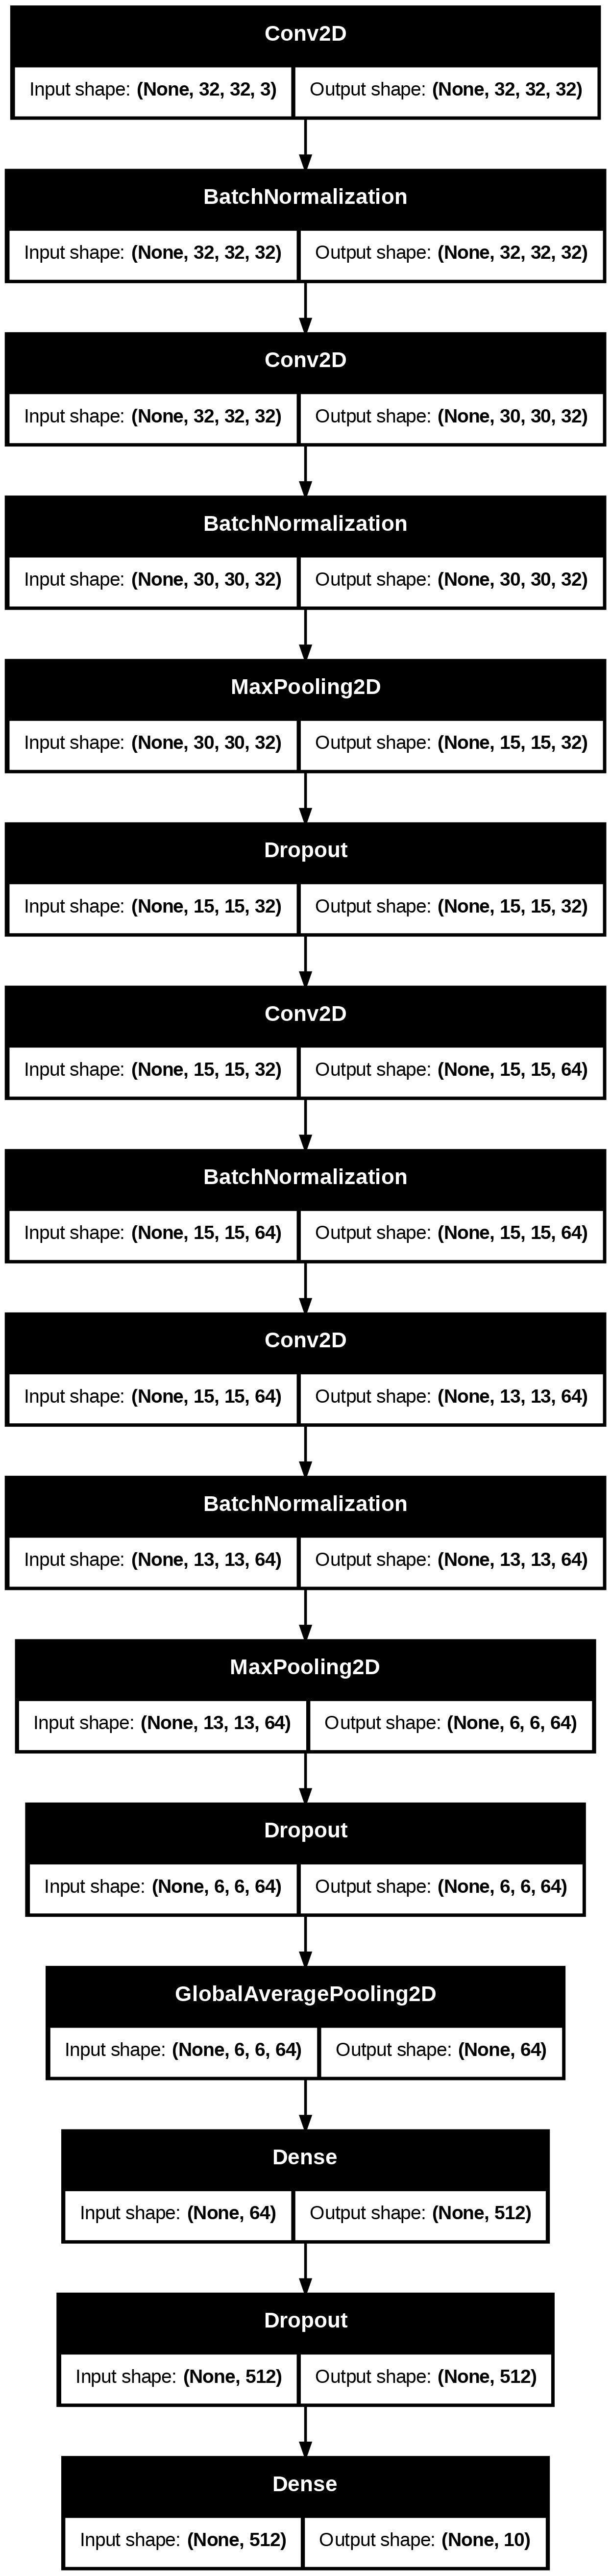 Conv2D
Input shape: (None, 32, 32, 3) Output shape: (None, 32, 32, 32)
BatchNormalization
Input shape: (None, 32, 32, 32) Output shape: (None, 32, 32, 32)
Conv2D
Input shape: (None, 32, 32, 32) Output shape: (None, 30, 30, 32)
BatchNormalization
Input shape: (None, 30, 30, 32) Output shape: (None, 30, 30, 32)
MaxPooling2D
Input shape: (None, 30, 30, 32) Output shape: (None, 15, 15, 32)
Dropout
Input shape: (None, 15, 15, 32) Output shape: (None, 15, 15, 32)
Conv2D
Input shape: (None, 15, 15, 32) Output shape: (None, 15, 15, 64)
BatchNormalization
Input shape: (None, 15, 15, 64) Output shape: (None, 15, 15, 64)
Conv2D
Input shape: (None, 15, 15, 64) Output shape: (None, 13, 13, 64)
BatchNormalization
Input shape: (None, 13, 13, 64) Output shape: (None, 13, 13, 64)
MaxPooling2D
Input shape: (None, 13, 13, 64) Output shape: (None, 6, 6, 64)
Dropout
Input shape: (None, 6, 6, 64) Output shape: (None, 6, 6, 64)
GlobalAveragePooling2D
Input shape: (None, 6, 6, 64) Output shape: (None, 64)
Dense
Input shape: (None, 64) Output shape: (None, 512)
Dropout
Input shape: (None, 512) Output shape: (None, 512)
Dense
Input shape: (None, 512) Output shape: (None, 10)